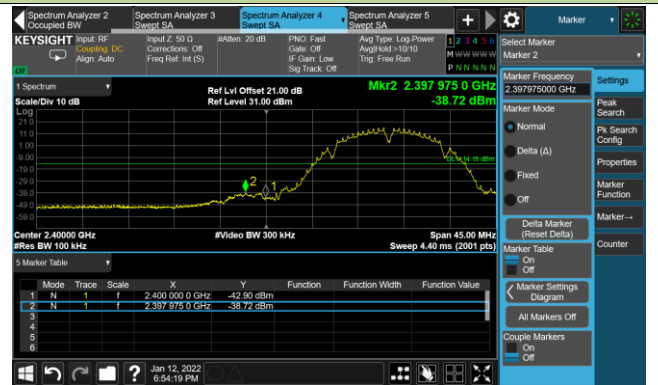 Spectrum Analyzer 2
Occupied BW
Spectrum Analyzer 3
Swept SA
Spectrum Analyzer 4
Swept SA
Spectrum Analyzer 5
Swept SA
+
Marker
KEYSIGHT
Input: RF
Coupling: DC
Align: Auto
Input Z: 50 Ω
Corrections: Off
Freq Ref: Int (S)
#Atten: 20 dB
PNO: Fast
Gate: Off
IF Gain: Low
Sig Track: Off
Avg Type: Log-Power
Avg|Hold:>10/10
Trig: Free Run
1 2 3 4 5 6
M W W W W W
P N N N N N
Select Marker
Marker 2
1 Spectrum
Scale/Div 10 dB
Ref Lvl Offset 21.00 dB
Ref Level 31.00 dBm
Mkr2 2.397 975 0 GHz
-38.72 dBm
Log
21.0
11.0
1.00
-9.00
-19.0
-29.0
-39.0
-49.0
-59.0
2
1
Center 2.40000 GHz
#Res BW 100 kHz
#Video BW 300 kHz
Span 45.00 MHz
Sweep 4.40 ms (2001 pts)
5 Marker Table
Mode Trace Scale X Y Function Function Width Function Value
1 N 1 f 2.400 000 0 GHz -42.90 dBm
2 N 1 f 2.397 975 0 GHz -38.72 dBm
3
4
5
6
Marker Frequency
2.397975000 GHz
Marker Mode
Normal
Delta (Δ)
Fixed
Off
Delta Marker
(Reset Delta)
Marker Table
On
Off
Marker Settings
Diagram
All Markers Off
Couple Markers
On
Off
Settings
Peak
Search
Pk Search
Config
Properties
Marker
Function
Marker→
Counter
?
Jan 12, 2022
6:54:19 PM